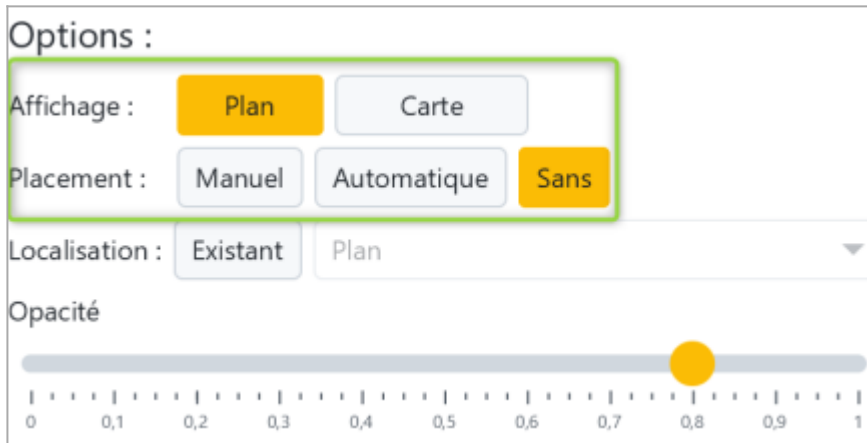 Options :
Affichage : Plan Carte
Placement : Manuel Automatique Sans
Localisation : Existant Plan
Opacité
0 0,1 0,2 0,3 0,4 0,5 0,6 0,7 0,8 0,9 1